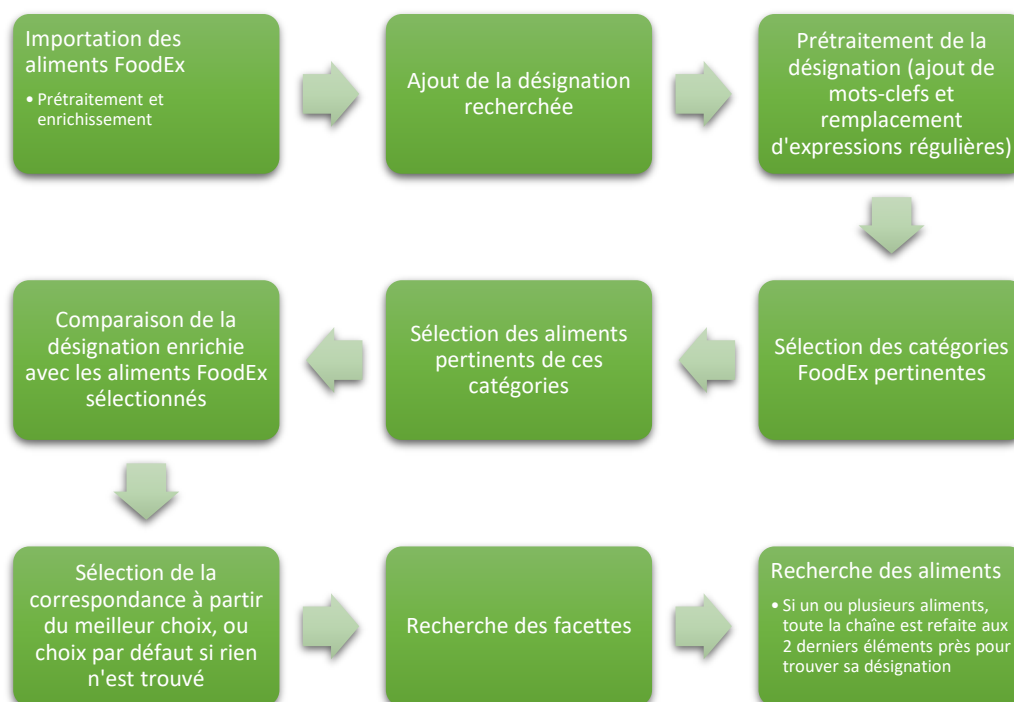 Importation des
aliments FoodEx
• Prétraitement et
enrichissement
Ajout de la désignation
recherchée
Prétraitement de la
désignation (ajout de
mots-clefs et
remplacement
d'expressions régulières)
Sélection des catégories
FoodEx pertinentes
Sélection des aliments
pertinents de ces
catégories
Comparaison de la
désignation enrichie
avec les aliments FoodEx
sélectionnés
Sélection de la
correspondance à partir
du meilleur choix, ou
choix par défaut si rien
n'est trouvé
Recherche des facettes
Recherche des aliments
• Si un ou plusieurs aliments,
toute la chaîne est refaite aux
2 derniers éléments près pour
trouver sa désignation